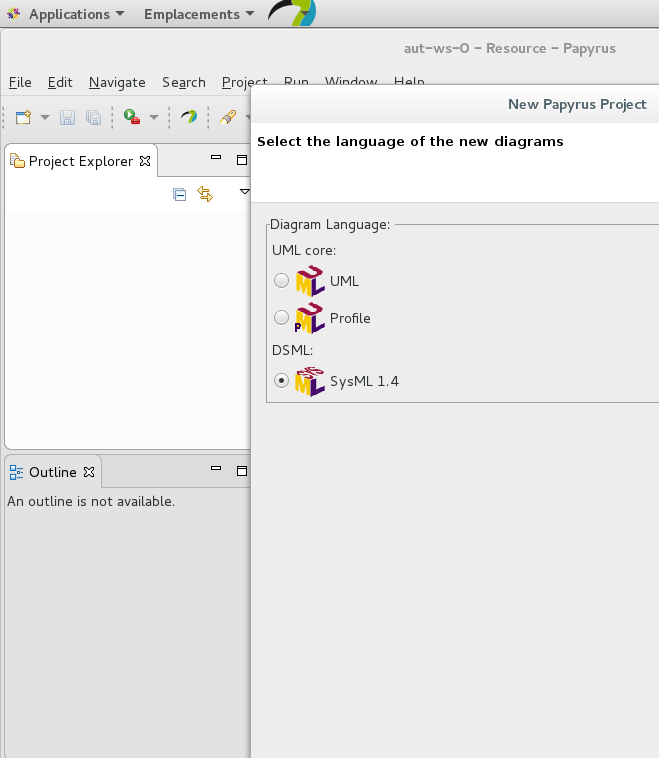 Applications Emplacements
aut-ws-0 - Resource - Papyrus
File Edit Navigate Search Project Run Window Help
New Papyrus Project
Select the language of the new diagrams
Project Explorer
Diagram Language:
UML core:
UML
Profile
DSML:
SysML 1.4
Outline
An outline is not available.